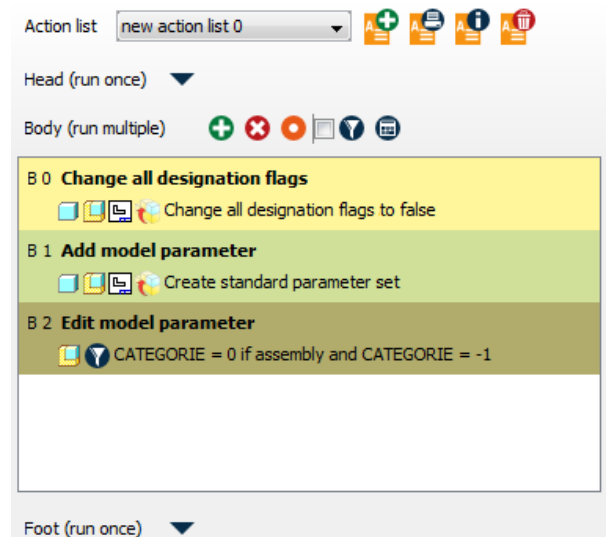 Action list new action list 0
Head (run once)
Body (run multiple)
B 0 Change all designation flags
Change all designation flags to false
B 1 Add model parameter
Create standard parameter set
B 2 Edit model parameter
CATEGORIE = 0 if assembly and CATEGORIE = -1
Foot (run once)